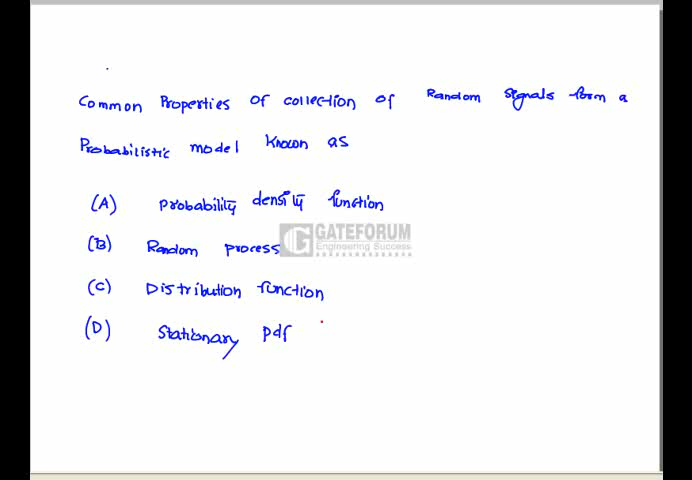 Common Properties Of collection Of Random Signals form a
Probabilistic model Known as
(A) Probability density function
(B) Random process
GATEFORUM
Engineering Success
(C) Distribution function
(D) Stationary pdf